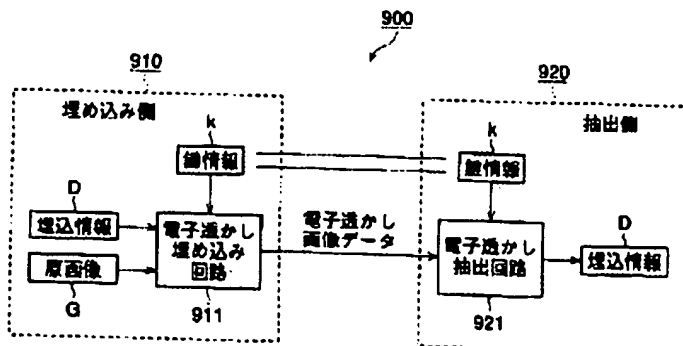 900
910
920
埋め込み側
抽出側
k
k
鍵情報
鍵情報
D
埋込情報
原画像
G
電子透かし
埋め込み
回路
911
電子透かし
画像データ
電子透かし
抽出回路
921
D
埋込情報